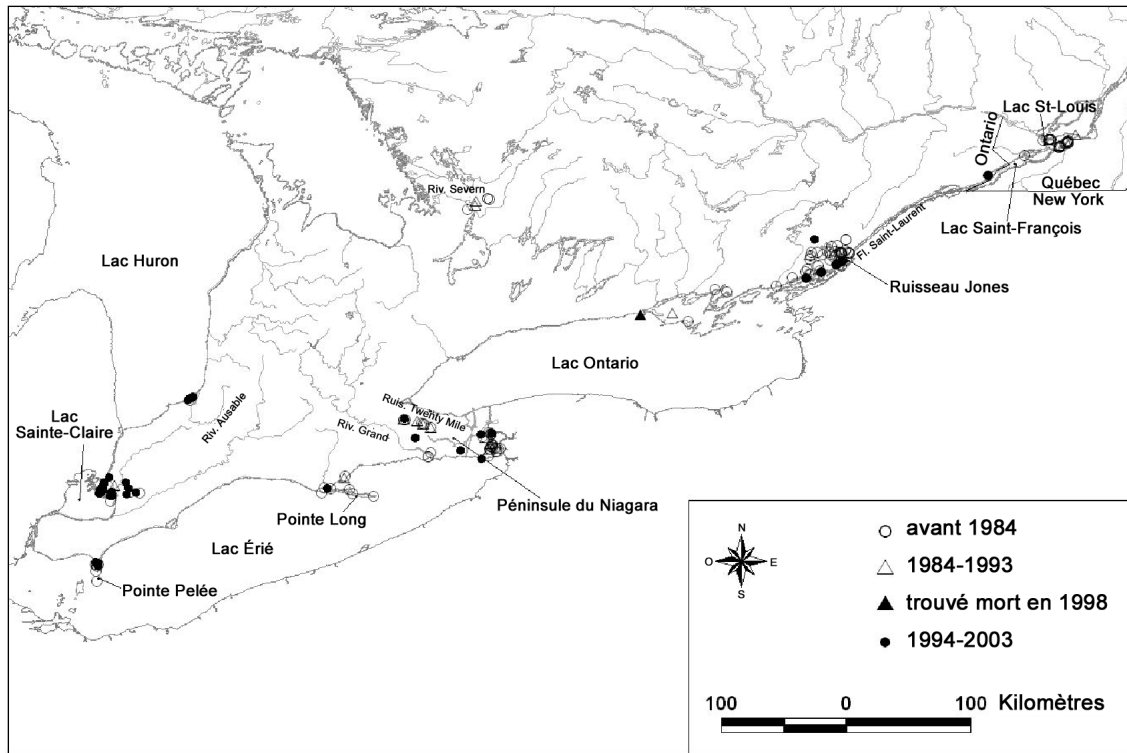 Lac St-Louis
Ontario
Riv. Severn
Québec
New York
Lac Saint-François
Fl. Saint-Laurent
Lac Huron
Ruisseau Jones
Lac Ontario
Lac
Sainte-Claire
Riv. Ausable
Ruis. Twenty Mile
Riv. Grand
Péninsule du Niagara
Pointe Long
Lac Érié
Pointe Pelée
N
O
E
S
avant 1984
1984-1993
trouvé mort en 1998
1994-2003
100 0 100 Kilomètres